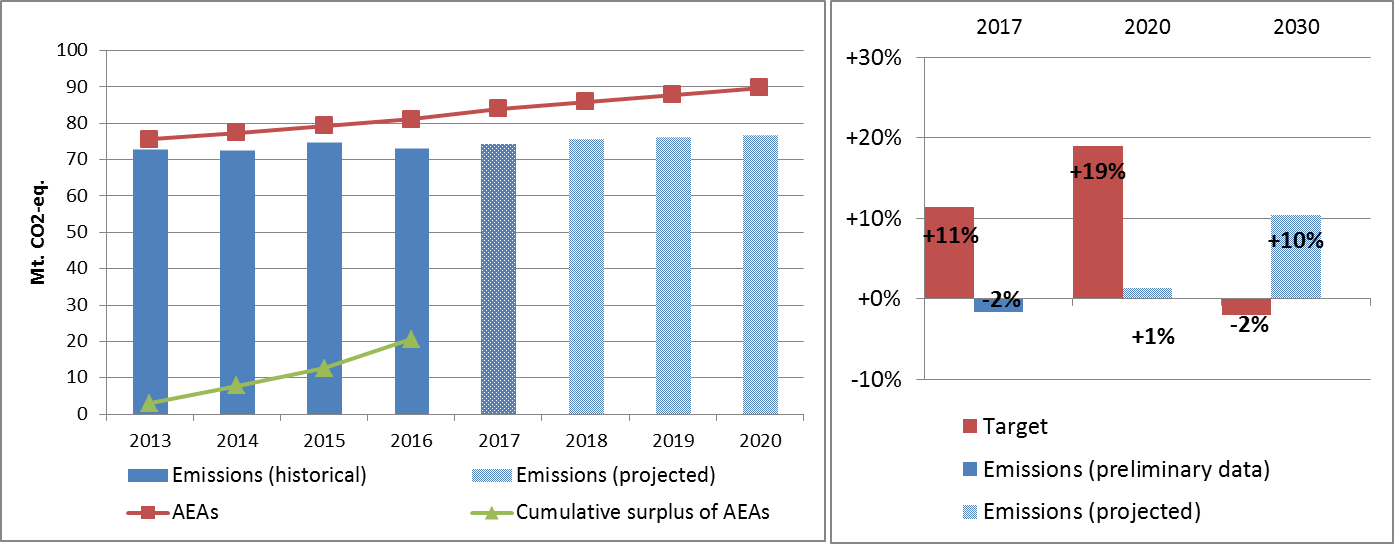 Mt. CO2-eq.
100
90
80
70
60
50
40
30
20
10
0
2013 2014 2015 2016 2017 2018 2019 2020
Emissions (historical) Emissions (projected)
AEAs Cumulative surplus of AEAs
2017 2020 2030
+30%
+20%
+10%
+0%
-10%
+11%
-2%
+19%
+1%
-2%
+10%
Target
Emissions (preliminary data)
Emissions (projected)